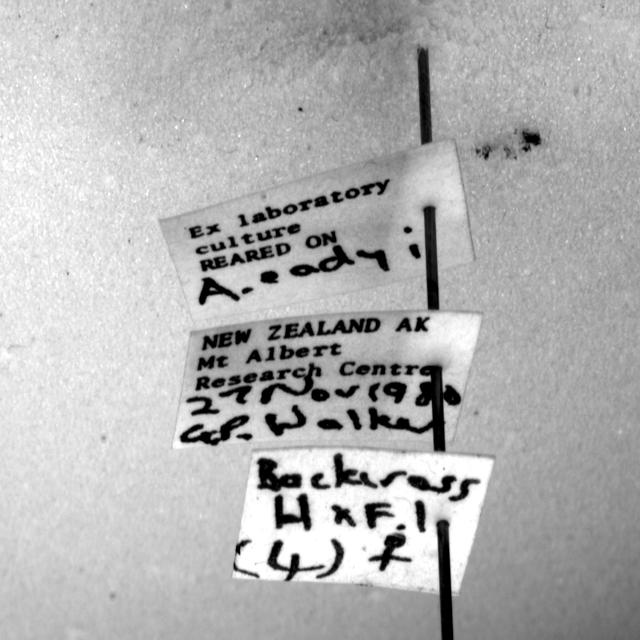 Ex laboratory
culture
REARED ON
A. eadyi
NEW ZEALAND AK
Mt Albert
Research Centre
27 Nov 1980
G.P. Walker
Backcross
H x F.1
(4) ♀